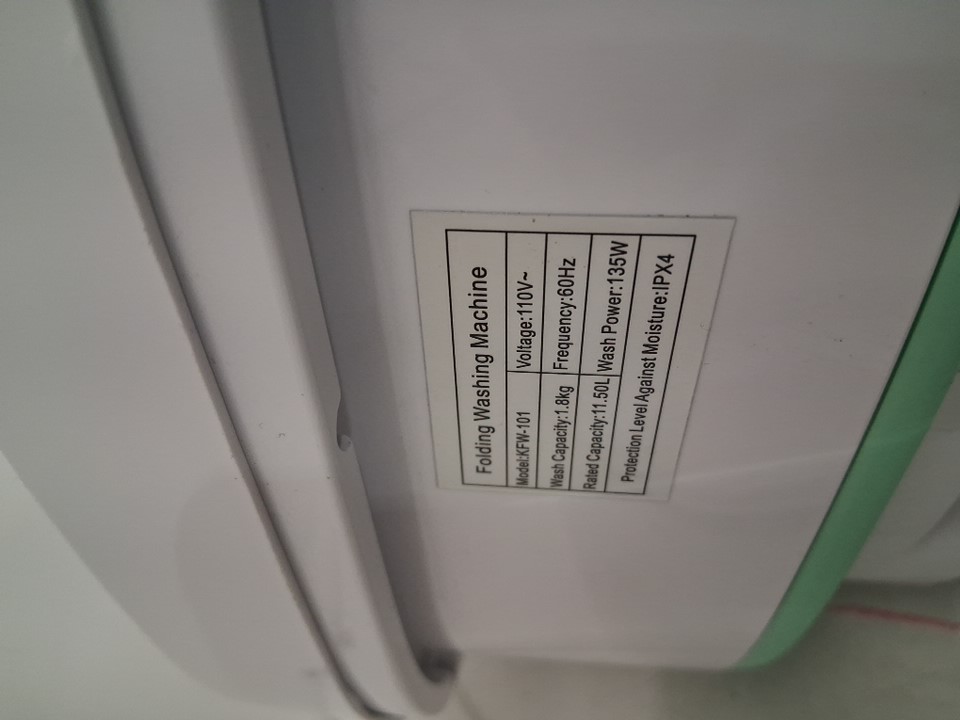 Folding Washing Machine
Model:KFW-101 Voltage:110V~
Wash Capacity:1.8kg Frequency:60Hz
Rated Capacity:11.50L Wash Power:135W
Protection Level Against Moisture:IPX4